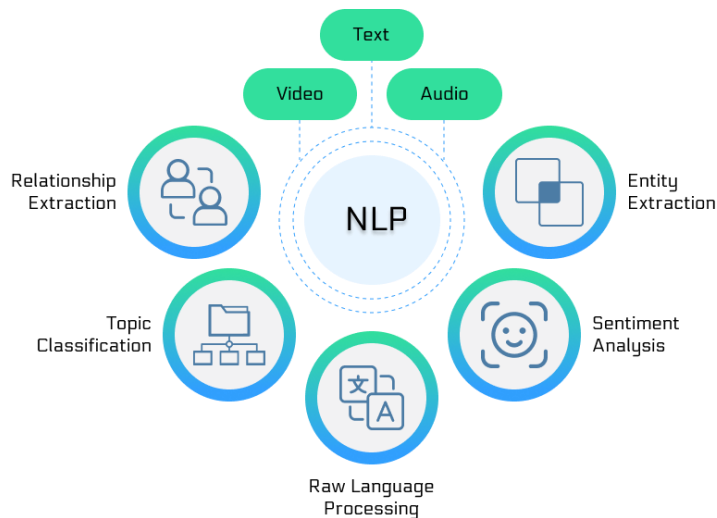 Text
Video
Audio
Relationship
Extraction
NLP
Entity
Extraction
Topic
Classification
Sentiment
Analysis
文
A
Raw Language
Processing